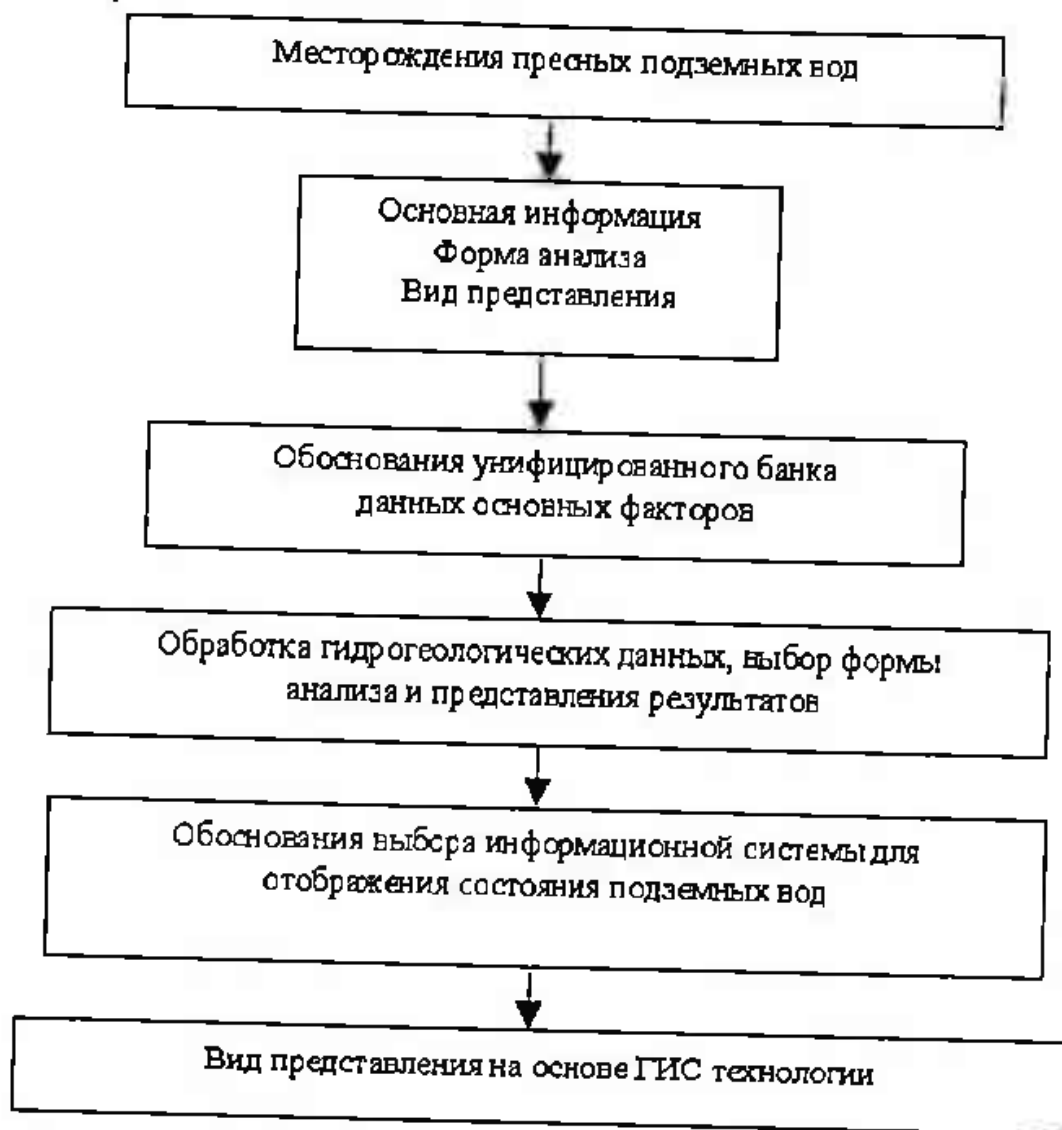 Месторождения пресных подземных вод
Основная информация
Форма анализа
Вид представления
Обоснования унифицированного банка
данных основных факторов
Обработка гидрогеологических данных, выбор формы
анализа и представления результатов
Обоснования выбора информационной системы для
отображения состояния подземных вод
Вид представления на основе ГИС технологии